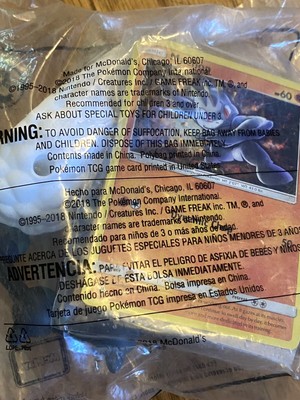 Made for McDonald's, Chicago, IL 60607
©2018 The Pokémon Company International.
©1995-2018 Nintendo / Creatures Inc. / GAME FREAK inc. TM, ®, and
character names are trademarks of Nintendo.
Recommended for children 3 and over.
ASK ABOUT SPECIAL TOYS FOR CHILDREN UNDER 3.
RNING: TO AVOID DANGER OF SUFFOCATION, KEEP BAG AWAY FROM BABIES
AND CHILDREN. DISPOSE OF THIS BAG IMMEDIATELY.
Contents made in China. Polybag printed in China.
Pokémon TCG game card printed in United States.
HP60
Hecho para McDonald's, Chicago, IL 60607
©2018 The Pokémon Company International.
©1995-2018 Nintendo / Creatures Inc. / GAME FREAK inc. TM, ®, and
character names are trademarks of Nintendo.
Recomendado para niños de 3 o más años de edad.
ACERCA DE LOS JUGUETES ESPECIALES PARA NIÑOS MENORES DE 3 AÑOS
ADVERTENCIA: PARA EVITAR EL PELIGRO DE ASFIXIA DE BEBÉS Y NIÑOS
DESHAGASE DE ESTA BOLSA INMEDIATAMENTE.
Contenido hecho en China. Bolsa impresa en China.
Tarjeta de juego Pokémon TCG impresa en Estados Unidos
McDonald's